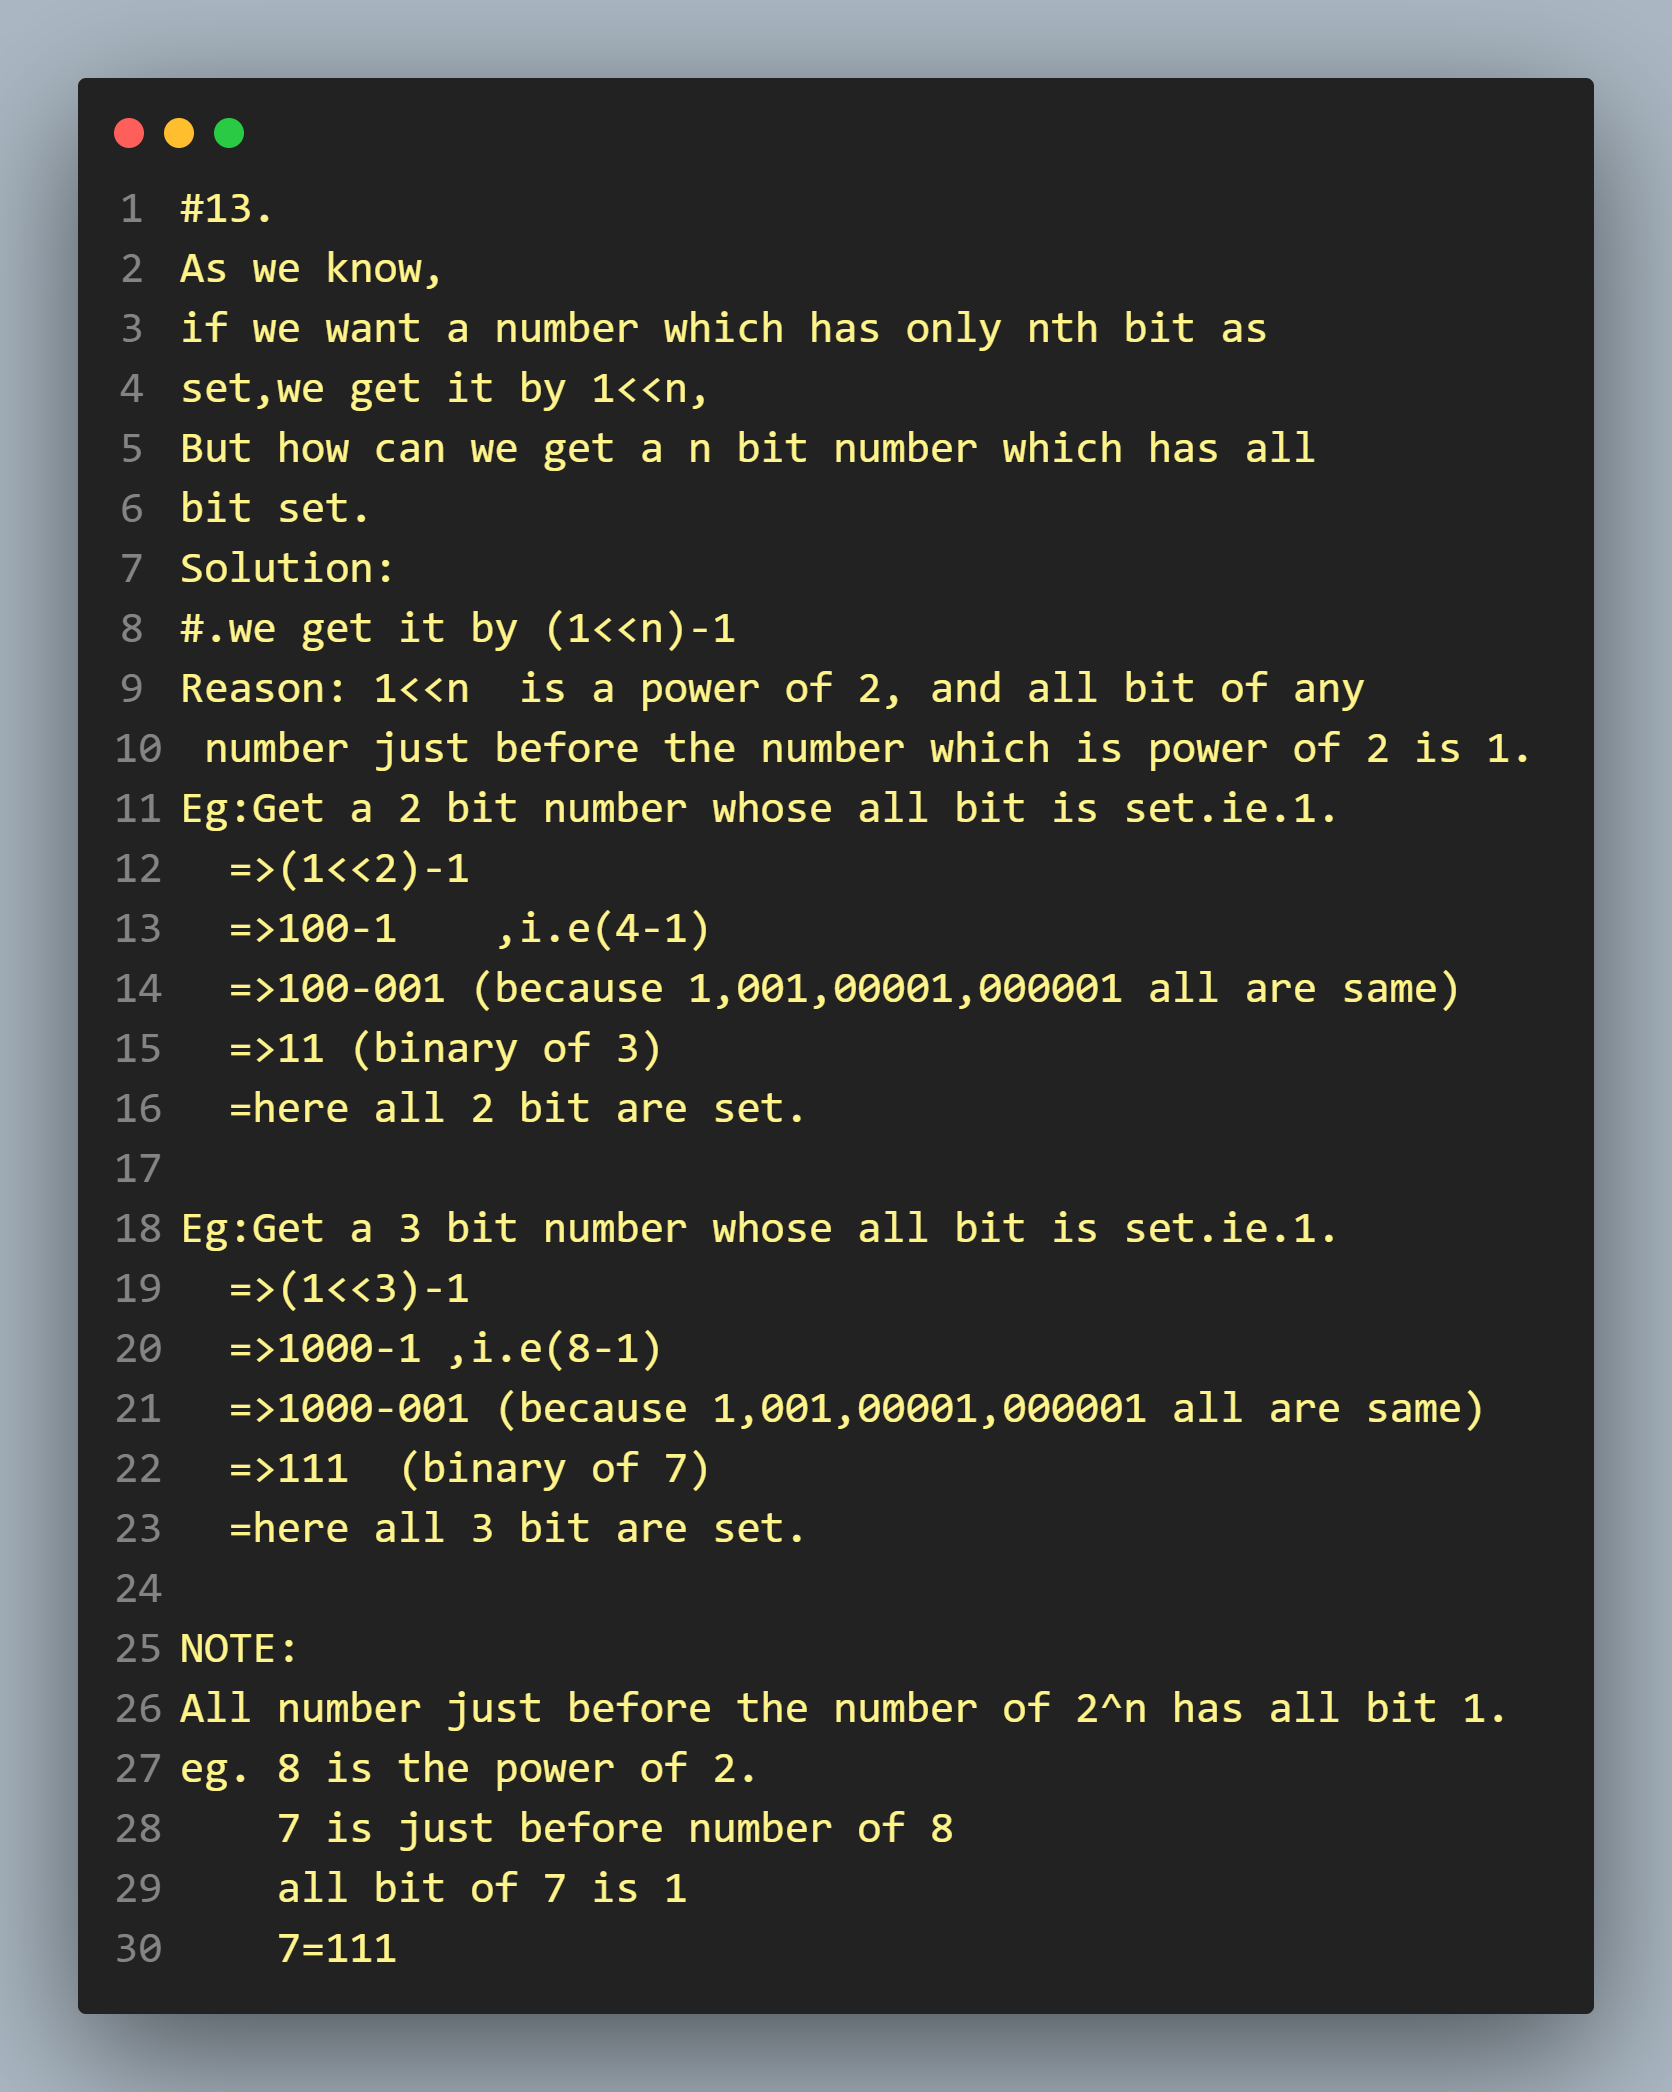 1 #13.
2 As we know,
3 if we want a number which has only nth bit as
4 set,we get it by 1<<n,
5 But how can we get a n bit number which has all
6 bit set.
7 Solution:
8 #.we get it by (1<<n)-1
9 Reason: 1<<n  is a power of 2, and all bit of any
10  number just before the number which is power of 2 is 1.
11 Eg:Get a 2 bit number whose all bit is set.ie.1.
12   =>(1<<2)-1
13   =>100-1    ,i.e(4-1)
14   =>100-001 (because 1,001,00001,000001 all are same)
15   =>11 (binary of 3)
16   =here all 2 bit are set.
17
18 Eg:Get a 3 bit number whose all bit is set.ie.1.
19   =>(1<<3)-1
20   =>1000-1 ,i.e(8-1)
21   =>1000-001 (because 1,001,00001,000001 all are same)
22   =>111  (binary of 7)
23   =here all 3 bit are set.
24
25 NOTE:
26 All number just before the number of 2^n has all bit 1.
27 eg. 8 is the power of 2.
28     7 is just before number of 8
29     all bit of 7 is 1
30     7=111